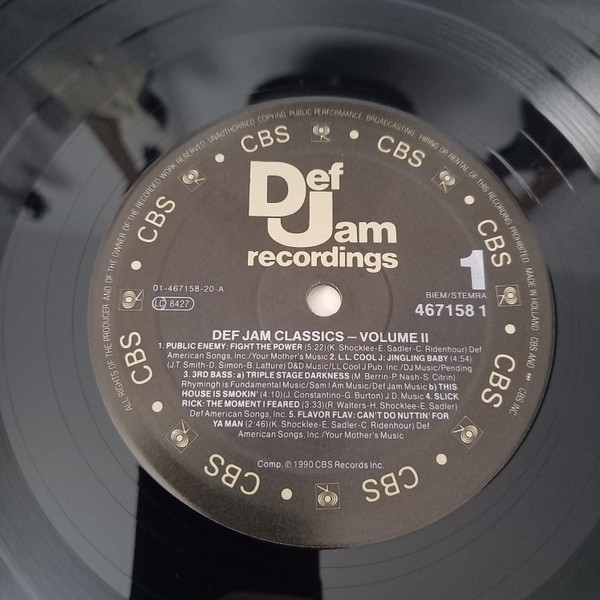 ALL RIGHTS OF THE PRODUCER AND OF THE OWNER OF THE RECORDED WORK RESERVED. UNAUTHORISED COPYING, PUBLIC PERFORMANCE, BROADCASTING, HIRING OR RENTAL OF THIS RECORDING PROHIBITED. MADE IN HOLLAND.
CBS AND
CBS INC.
CBS • CBS • CBS • CBS • CBS • CBS • CBS • CBS •
Def
Jam
recordings
1
01-467158-20-A
LC 8427
BIEM/STEMRA
467158 1
DEF JAM CLASSICS – VOLUME II
1. PUBLIC ENEMY: FIGHT THE POWER (5:22) (K. Shocklee-E. Sadler-C. Ridenhour) Def
American Songs, Inc./Your Mother's Music 2. L.L. COOL J: JINGLING BABY (4:54)
(J.T. Smith-D. Simon-B. Latture) D&D Music/LL Cool J Pub. Inc./DJ Music/Pending
3. 3RD BASS: a) TRIPLE STAGE DARKNESS (M. Berrin-P. Nash-S. Citrin)
Rhymingh is Fundamental Music/Sam I Am Music/Def Jam Music b) THIS
HOUSE IS SMOKIN' (4:10) (J. Constantino-G. Burton) J.D. Music 4. SLICK
RICK: THE MOMENT I FEARED (3:33) (R. Walters-H. Shocklee-E. Sadler)
Def American Songs, Inc. 5. FLAVOR FLAV: CAN'T DO NUTTIN' FOR
YA MAN (2:46) (K. Shocklee-E. Sadler-C. Ridenhour) Def
American Songs, Inc./Your Mother's Music
Comp. ℗ 1990 CBS Records Inc.